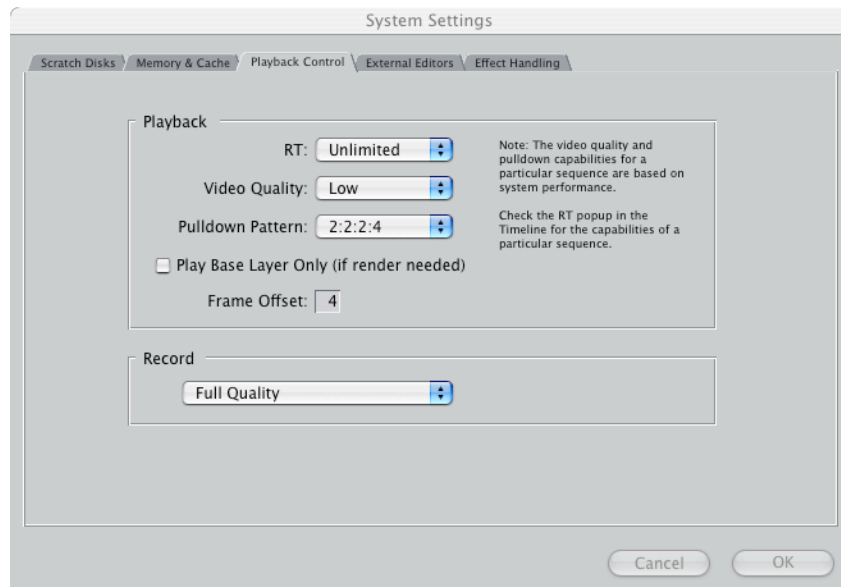 System Settings
Scratch Disks
Memory & Cache
Playback Control
External Editors
Effect Handling
Playback
RT: Unlimited
Video Quality: Low
Pulldown Pattern: 2:2:2:4
Play Base Layer Only (if render needed)
Frame Offset: 4
Note: The video quality and
pulldown capabilities for a
particular sequence are based on
system performance.
Check the RT popup in the
Timeline for the capabilities of a
particular sequence.
Record
Full Quality
Cancel
OK